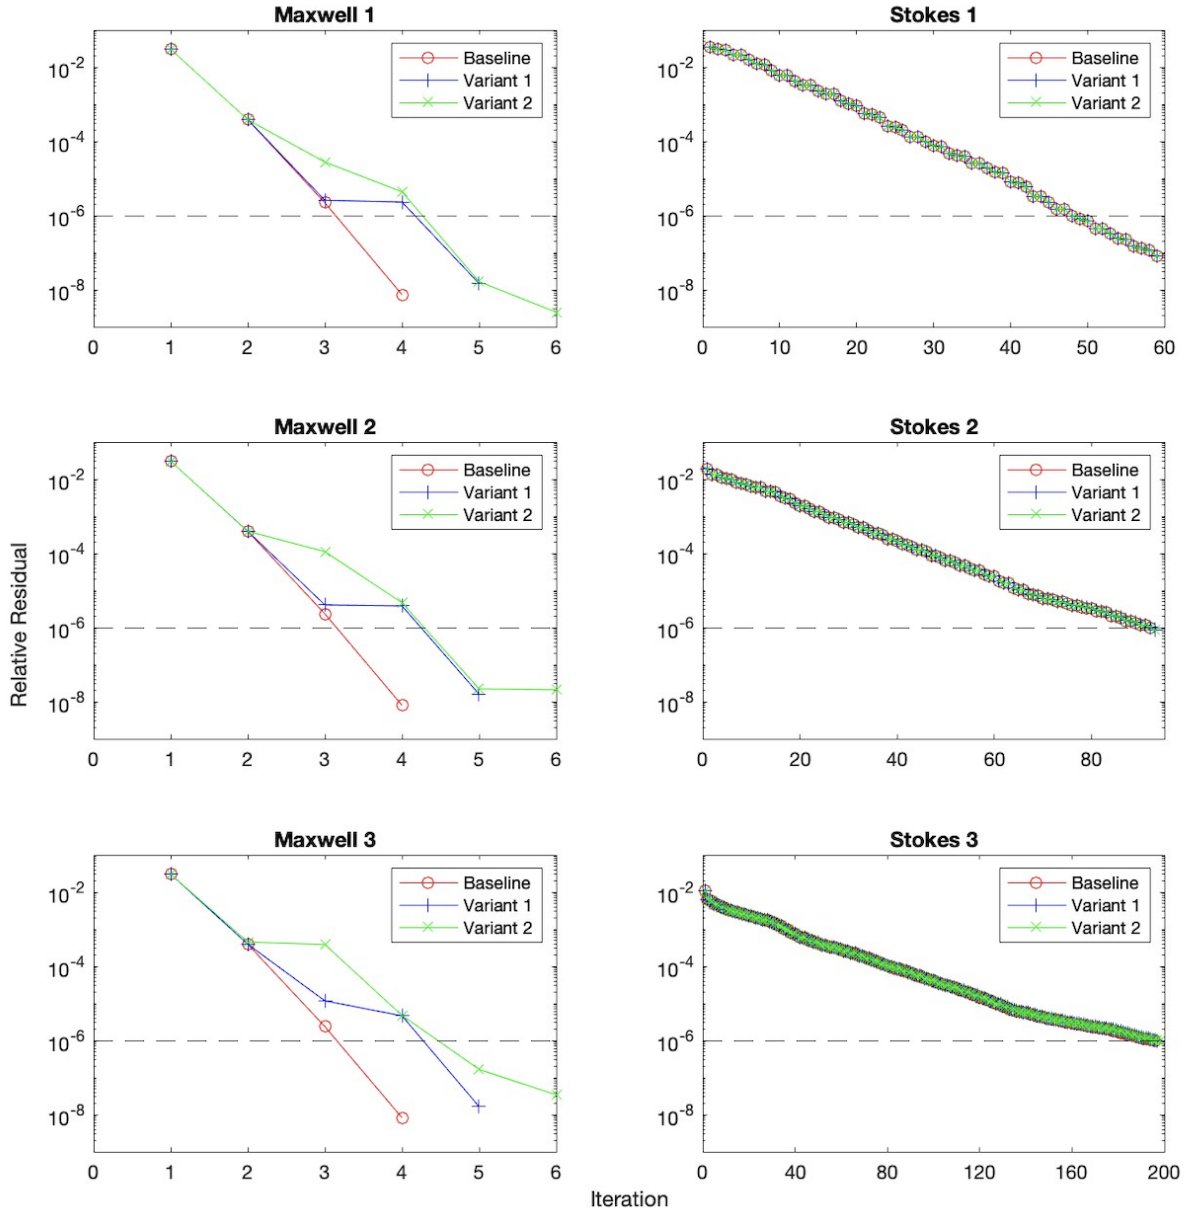 Maxwell 1
Baseline
Variant 1
Variant 2
10^-2
10^-4
10^-6
10^-8
0 1 2 3 4 5 6
Stokes 1
Baseline
Variant 1
Variant 2
10^-2
10^-4
10^-6
10^-8
0 10 20 30 40 50 60
Maxwell 2
Baseline
Variant 1
Variant 2
10^-2
10^-4
10^-6
10^-8
0 1 2 3 4 5 6
Stokes 2
Baseline
Variant 1
Variant 2
10^-2
10^-4
10^-6
10^-8
0 20 40 60 80
Relative Residual
Maxwell 3
Baseline
Variant 1
Variant 2
10^-2
10^-4
10^-6
10^-8
0 1 2 3 4 5 6
Stokes 3
Baseline
Variant 1
Variant 2
10^-2
10^-4
10^-6
10^-8
0 40 80 120 160 200
Iteration